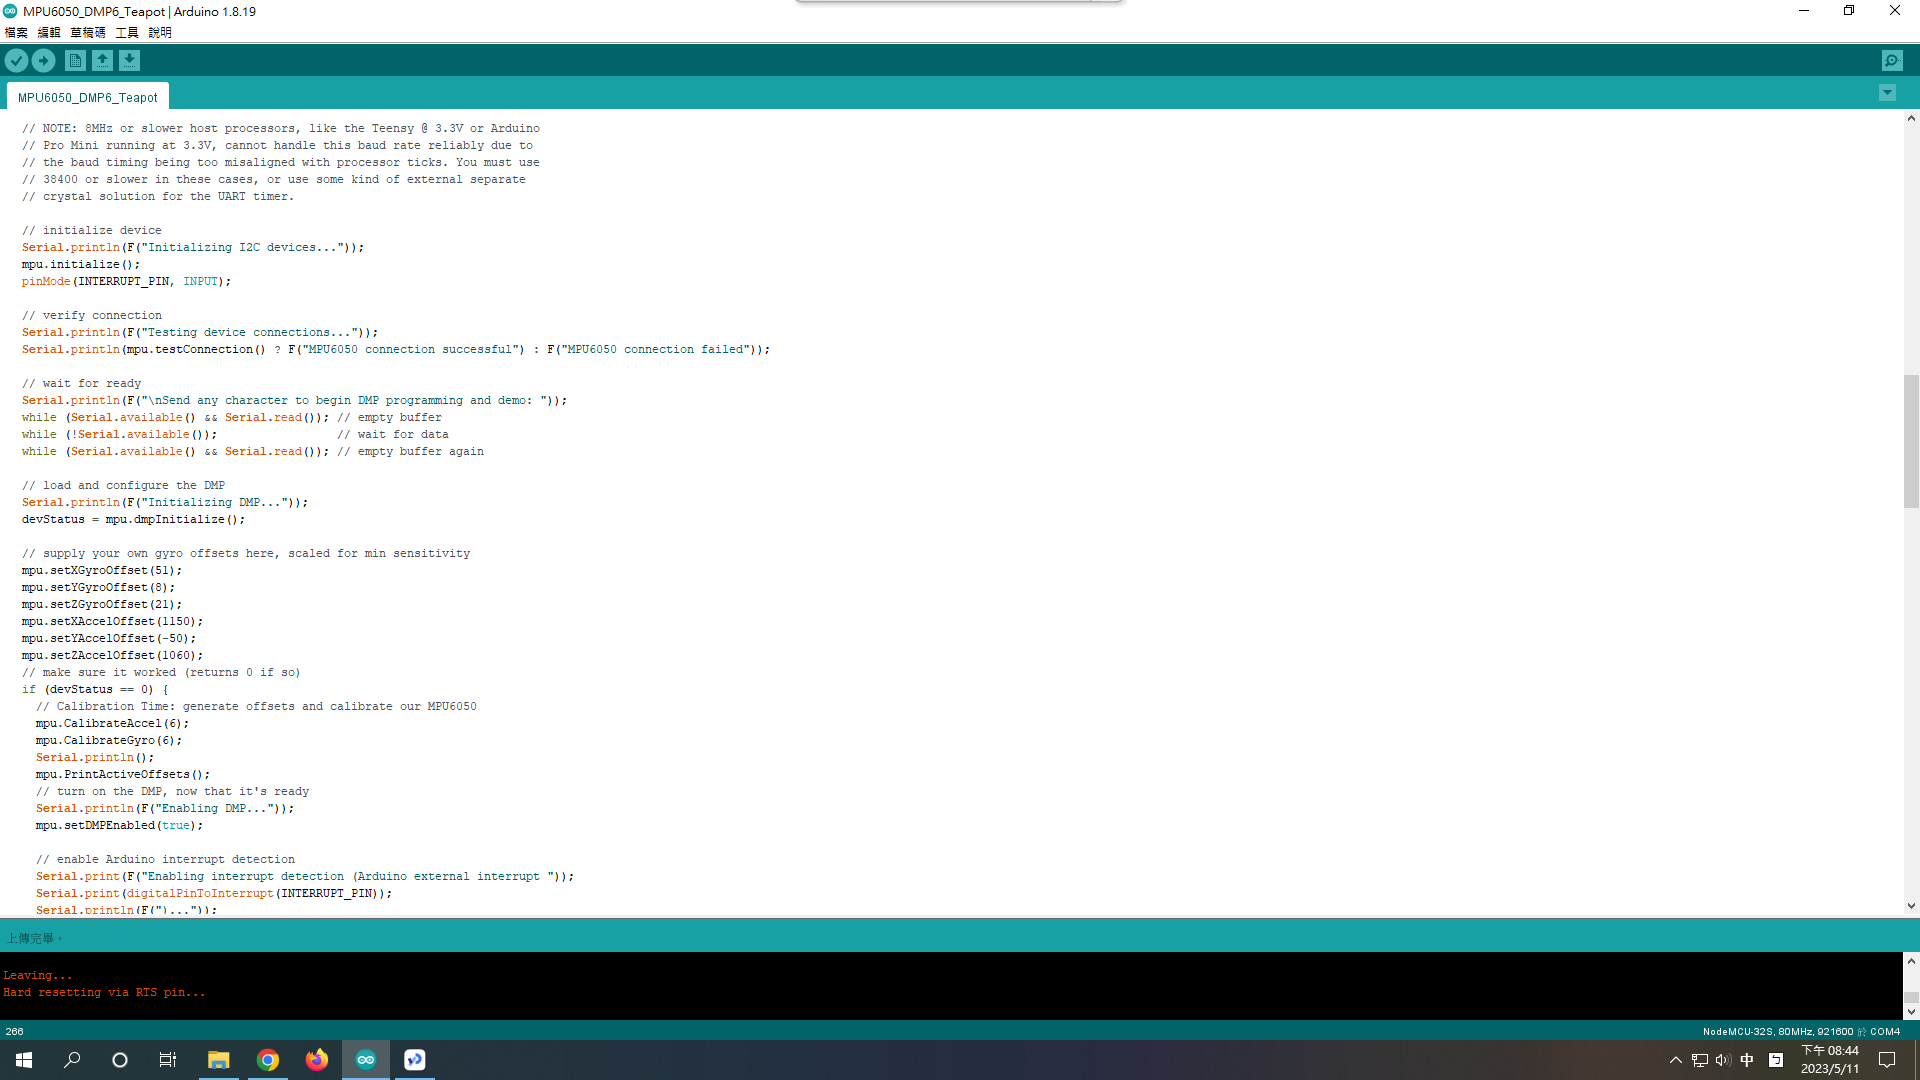 MPU6050_DMP6_Teapot | Arduino 1.8.19
檔案 編輯 草稿碼 工具 說明
MPU6050_DMP6_Teapot
// NOTE: 8MHz or slower host processors, like the Teensy @ 3.3V or Arduino
// Pro Mini running at 3.3V, cannot handle this baud rate reliably due to
// the baud timing being too misaligned with processor ticks. You must use
// 38400 or slower in these cases, or use some kind of external separate
// crystal solution for the UART timer.
// initialize device
Serial.println(F("Initializing I2C devices..."));
mpu.initialize();
pinMode(INTERRUPT_PIN, INPUT);
// verify connection
Serial.println(F("Testing device connections..."));
Serial.println(mpu.testConnection() ? F("MPU6050 connection successful") : F("MPU6050 connection failed"));
// wait for ready
Serial.println(F("\nSend any character to begin DMP programming and demo: "));
while (Serial.available() && Serial.read()); // empty buffer
while (!Serial.available());                 // wait for data
while (Serial.available() && Serial.read()); // empty buffer again
// load and configure the DMP
Serial.println(F("Initializing DMP..."));
devStatus = mpu.dmpInitialize();
// supply your own gyro offsets here, scaled for min sensitivity
mpu.setXGyroOffset(51);
mpu.setYGyroOffset(8);
mpu.setZGyroOffset(21);
mpu.setXAccelOffset(1150);
mpu.setYAccelOffset(-50);
mpu.setZAccelOffset(1060);
// make sure it worked (returns 0 if so)
if (devStatus == 0) {
// Calibration Time: generate offsets and calibrate our MPU6050
mpu.CalibrateAccel(6);
mpu.CalibrateGyro(6);
Serial.println();
mpu.PrintActiveOffsets();
// turn on the DMP, now that it's ready
Serial.println(F("Enabling DMP..."));
mpu.setDMPEnabled(true);
// enable Arduino interrupt detection
Serial.print(F("Enabling interrupt detection (Arduino external interrupt "));
Serial.print(digitalPinToInterrupt(INTERRUPT_PIN));
Serial.println(F(")..."));
上傳完畢。
Leaving...
Hard resetting via RTS pin...
266
NodeMCU-32S, 80MHz, 921600 於 COM4
中
下午 08:44
2023/5/11